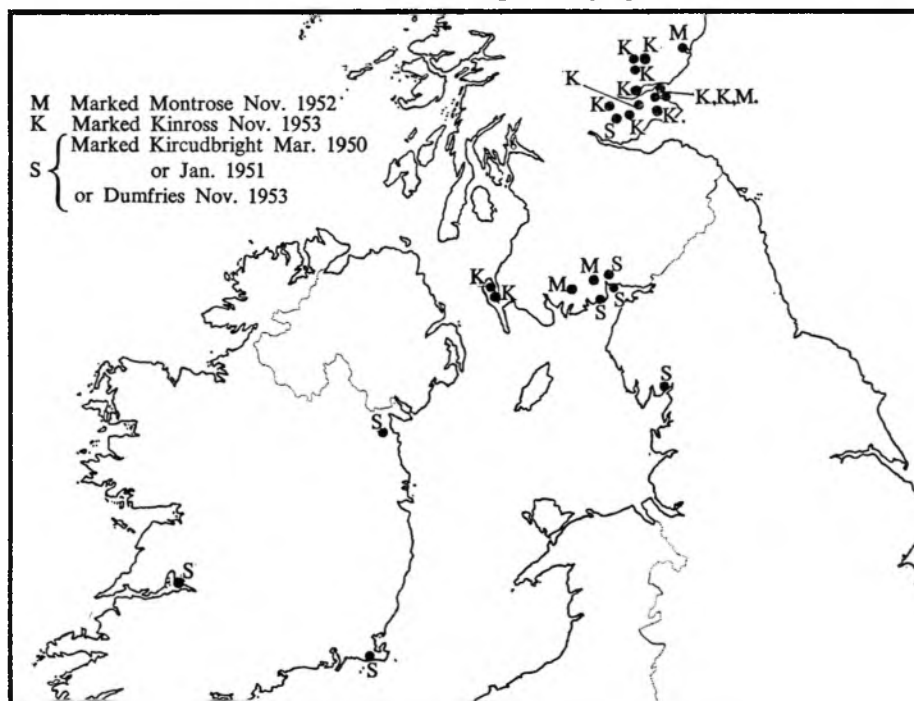 M
K
K
K
K
K
K,K,M.
K
K.
S
K
M Marked Montrose Nov. 1952
K Marked Kinross Nov. 1953
Marked Kircudbright Mar. 1950
S
or Jan. 1951
or Dumfries Nov. 1953
M
S
M
K
K
S
S
S
S
S
S